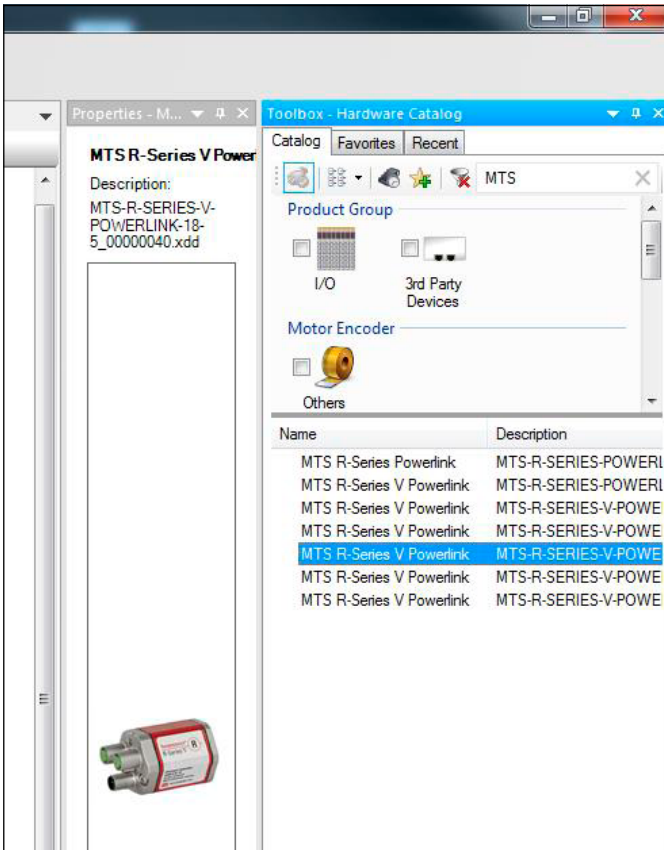 Properties - M...
MTS R-Series V Power
Description:
MTS-R-SERIES-V-
POWERLINK-18-
5_00000040.xdd
R-Series V
R
Toolbox - Hardware Catalog
Catalog Favorites Recent
MTS
Product Group
I/O
3rd Party
Devices
Motor Encoder
Others
Name Description
MTS R-Series Powerlink MTS-R-SERIES-POWERL
MTS R-Series V Powerlink MTS-R-SERIES-POWERL
MTS R-Series V Powerlink MTS-R-SERIES-V-POWE
MTS R-Series V Powerlink MTS-R-SERIES-V-POWE
MTS R-Series V Powerlink MTS-R-SERIES-V-POWE
MTS R-Series V Powerlink MTS-R-SERIES-V-POWE
MTS R-Series V Powerlink MTS-R-SERIES-V-POWE